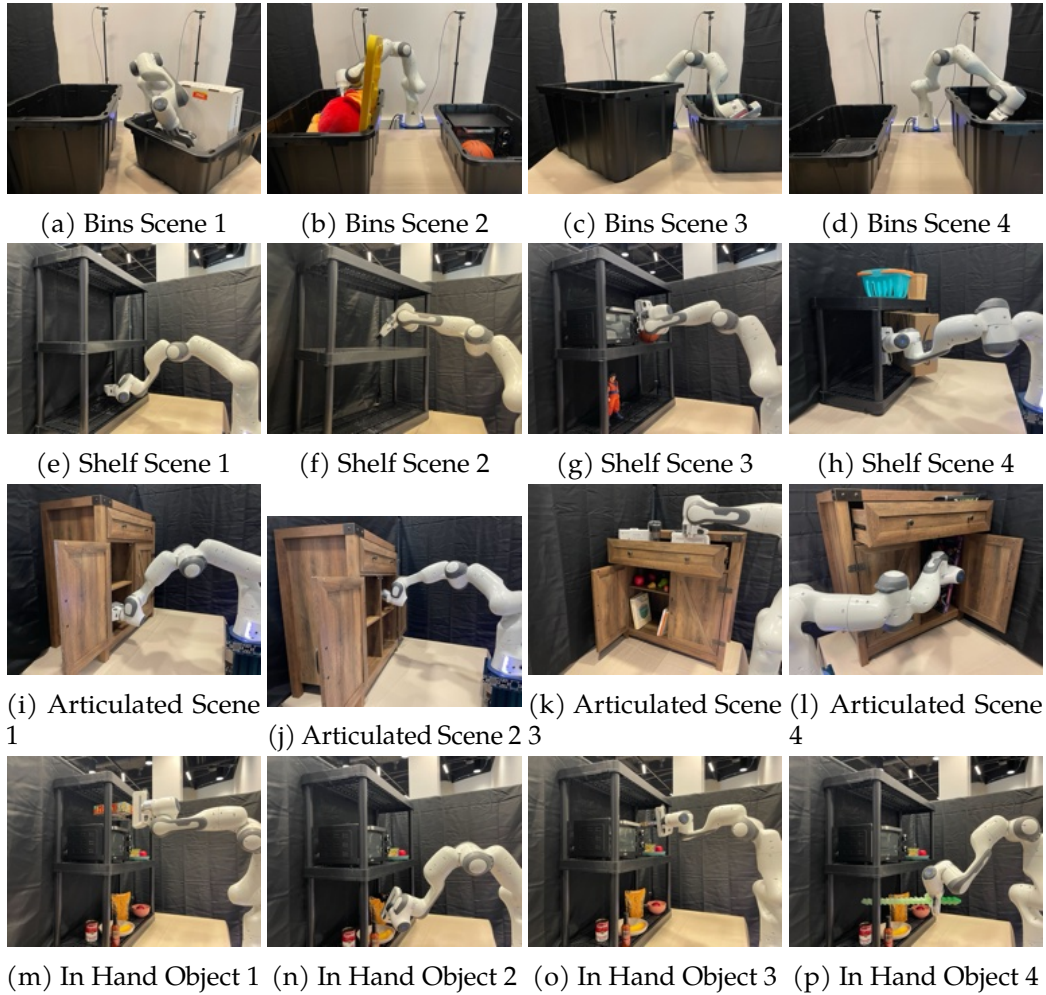 (a) Bins Scene 1
(b) Bins Scene 2
(c) Bins Scene 3
(d) Bins Scene 4
(e) Shelf Scene 1
(f) Shelf Scene 2
(g) Shelf Scene 3
(h) Shelf Scene 4
(i) Articulated Scene
1
(j) Articulated Scene 2
(k) Articulated Scene
3
(l) Articulated Scene
4
(m) In Hand Object 1
(n) In Hand Object 2
(o) In Hand Object 3
(p) In Hand Object 4